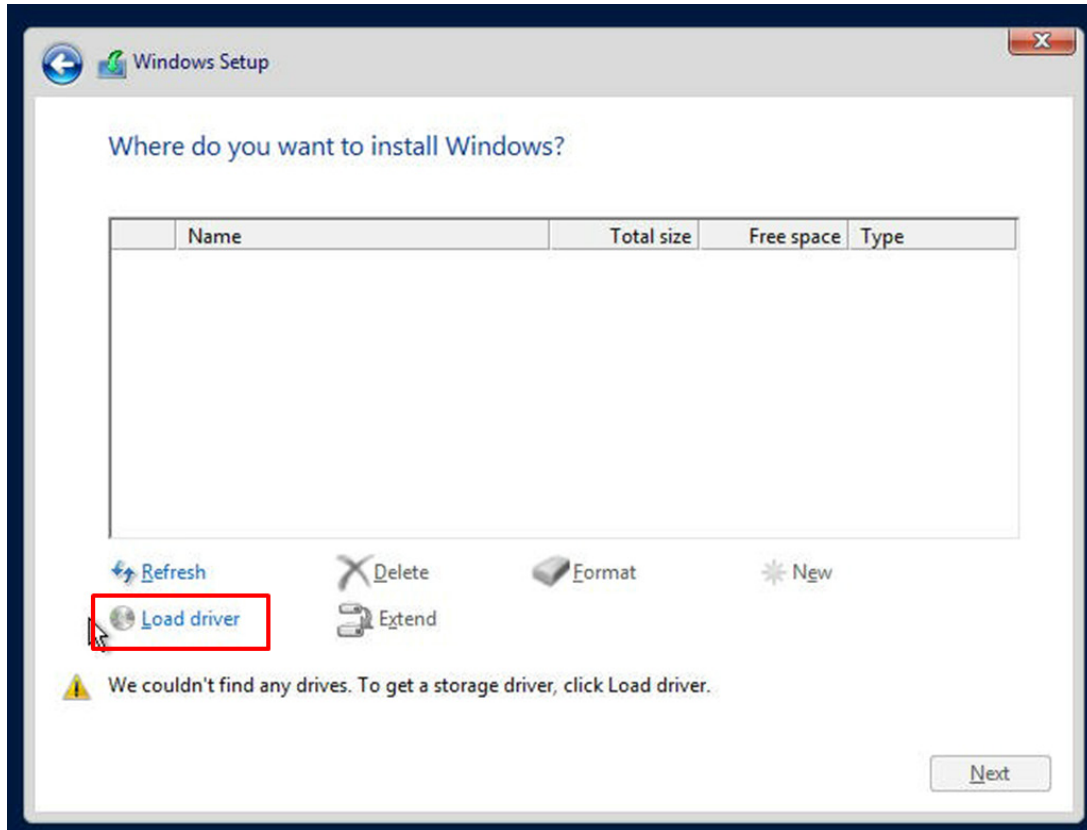 Windows Setup
Where do you want to install Windows?
Name Total size Free space Type
Refresh Delete Format New
Load driver Extend
We couldn't find any drives. To get a storage driver, click Load driver.
Next